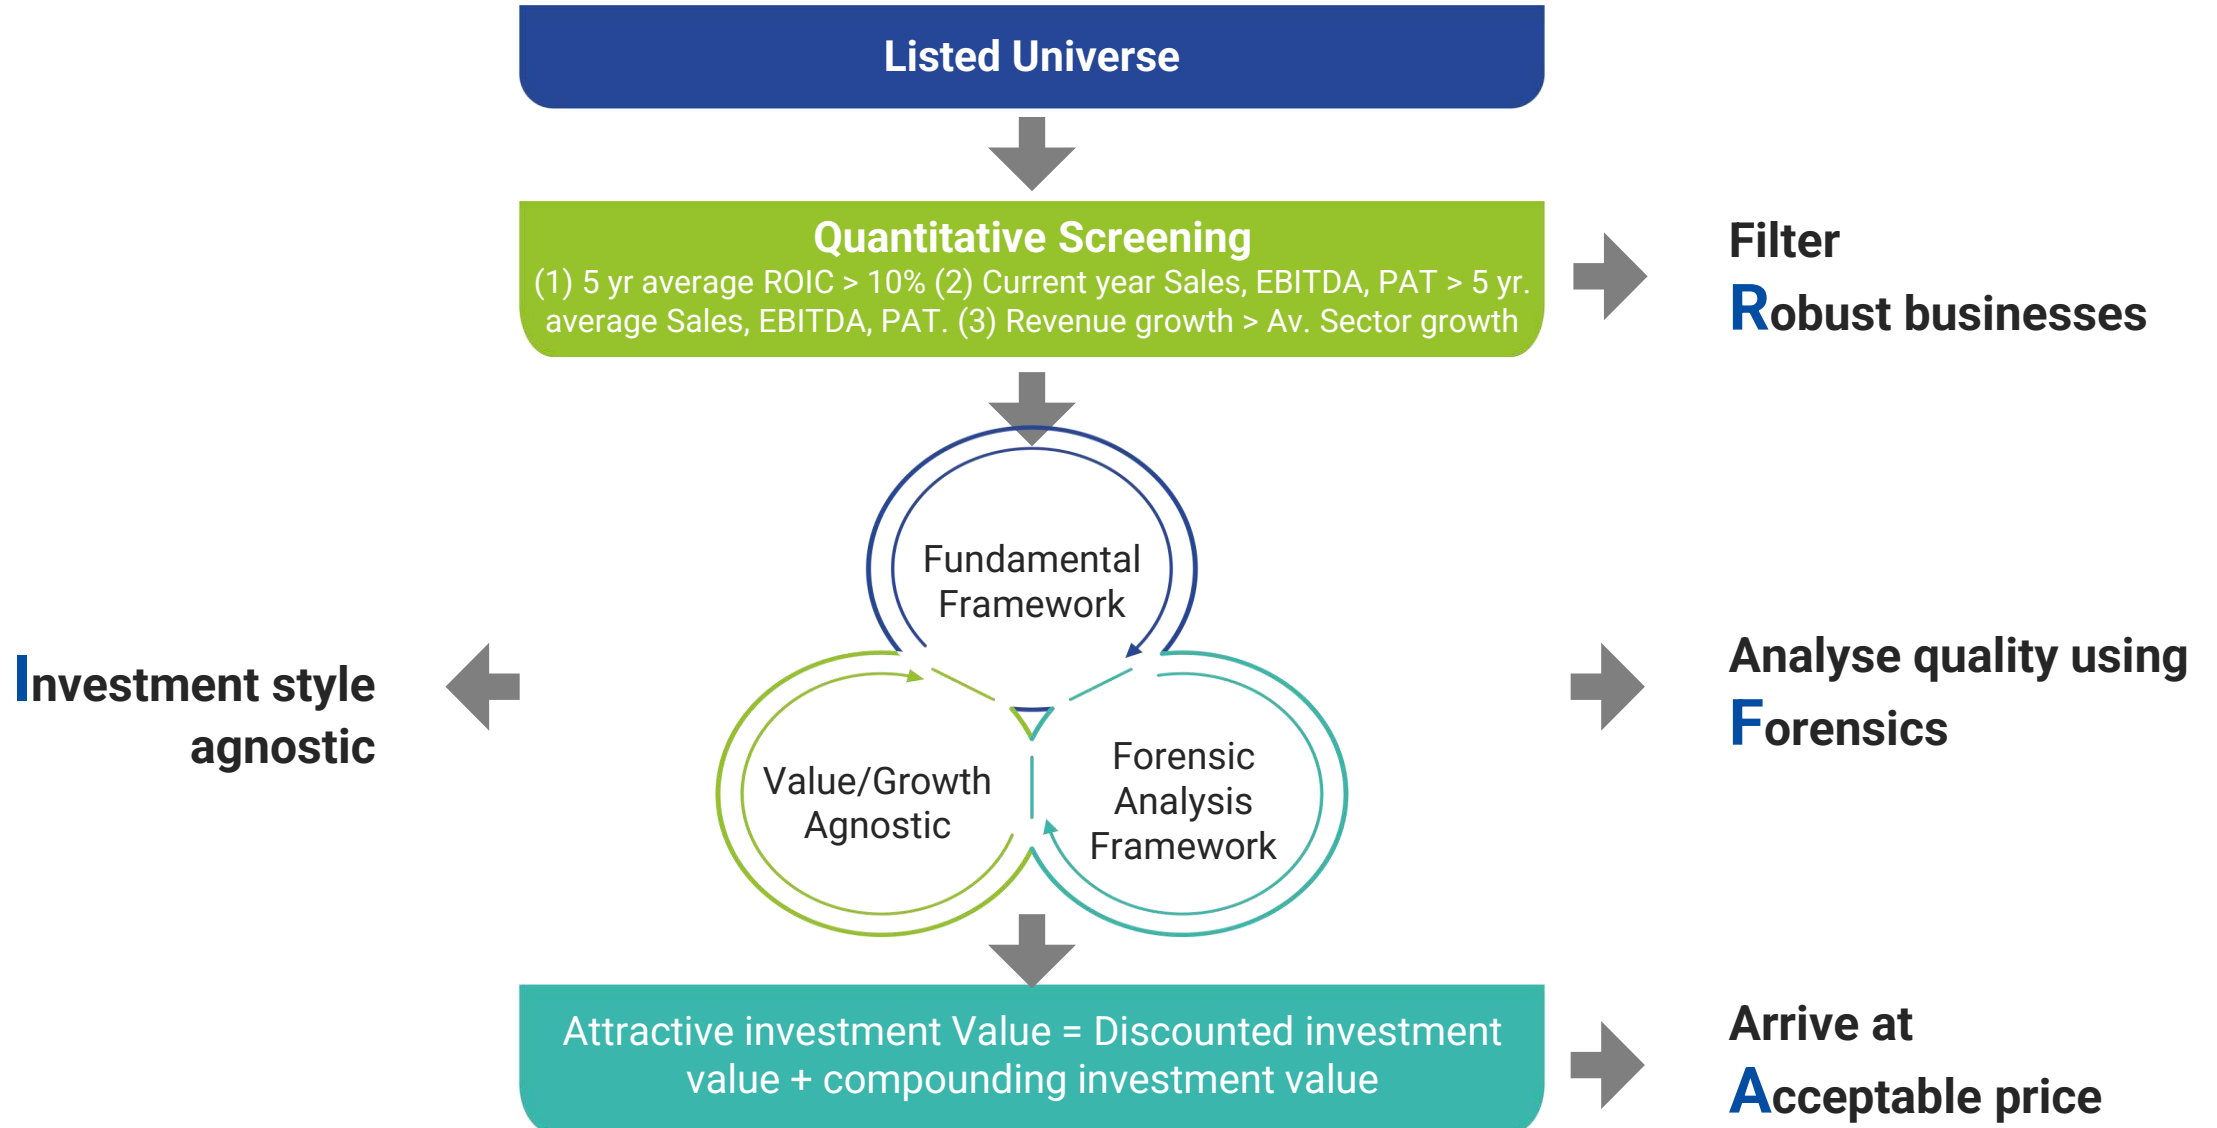 Listed Universe
Quantitative Screening
(1) 5 yr average ROIC > 10% (2) Current year Sales, EBITDA, PAT > 5 yr.
average Sales, EBITDA, PAT. (3) Revenue growth > Av. Sector growth
Filter
Robust businesses
Fundamental
Framework
Investment style
agnostic
Value/Growth
Agnostic
Forensic
Analysis
Framework
Analyse quality using
Forensics
Attractive investment Value = Discounted investment
value + compounding investment value
Arrive at
Acceptable price